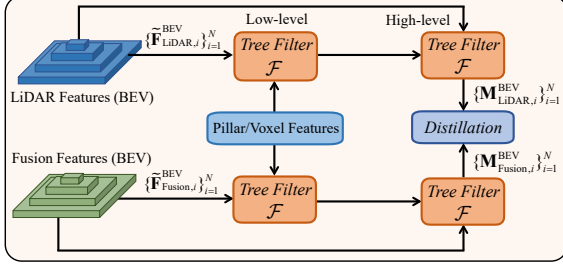 Low-level
High-level
{F̃^BEV_LiDAR,i}^N_i=1
Tree Filter
F
Tree Filter
F
LiDAR Features (BEV)
{M^BEV_LiDAR,i}^N_i=1
Pillar/Voxel Features
Distillation
Fusion Features (BEV)
{M^BEV_Fusion,i}^N_i=1
{F̃^BEV_Fusion,i}^N_i=1
Tree Filter
F
Tree Filter
F